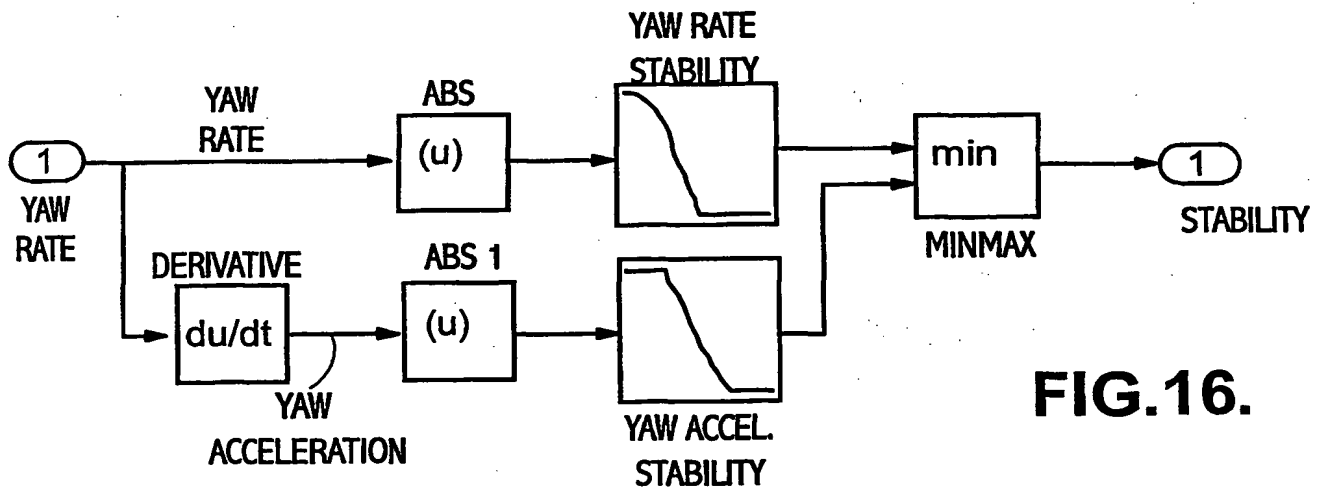 YAW RATE
STABILITY
YAW
RATE
ABS
1
(u)
min
1
YAW
RATE
STABILITY
MINMAX
DERIVATIVE
ABS 1
du/dt
(u)
YAW
ACCELERATION
YAW ACCEL.
STABILITY
FIG.16.